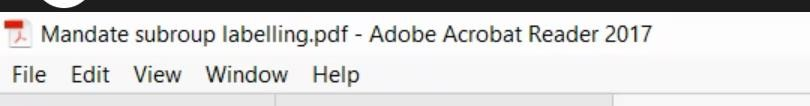 Mandate subroup labelling.pdf - Adobe Acrobat Reader 2017
File Edit View Window Help